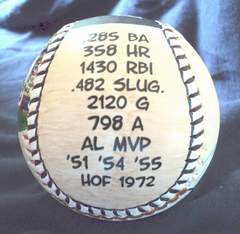 .285 BA
358 HR
1430 RBI
.482 SLUG.
2120 G
798 A
AL MVP
'51 '54 '55
HOF 1972